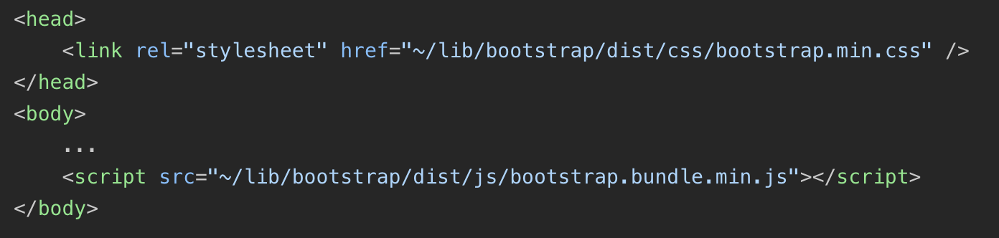 <head>
    <link rel="stylesheet" href="~/lib/bootstrap/dist/css/bootstrap.min.css" />
</head>
<body>
    ...
    <script src="~/lib/bootstrap/dist/js/bootstrap.bundle.min.js"></script>
</body>